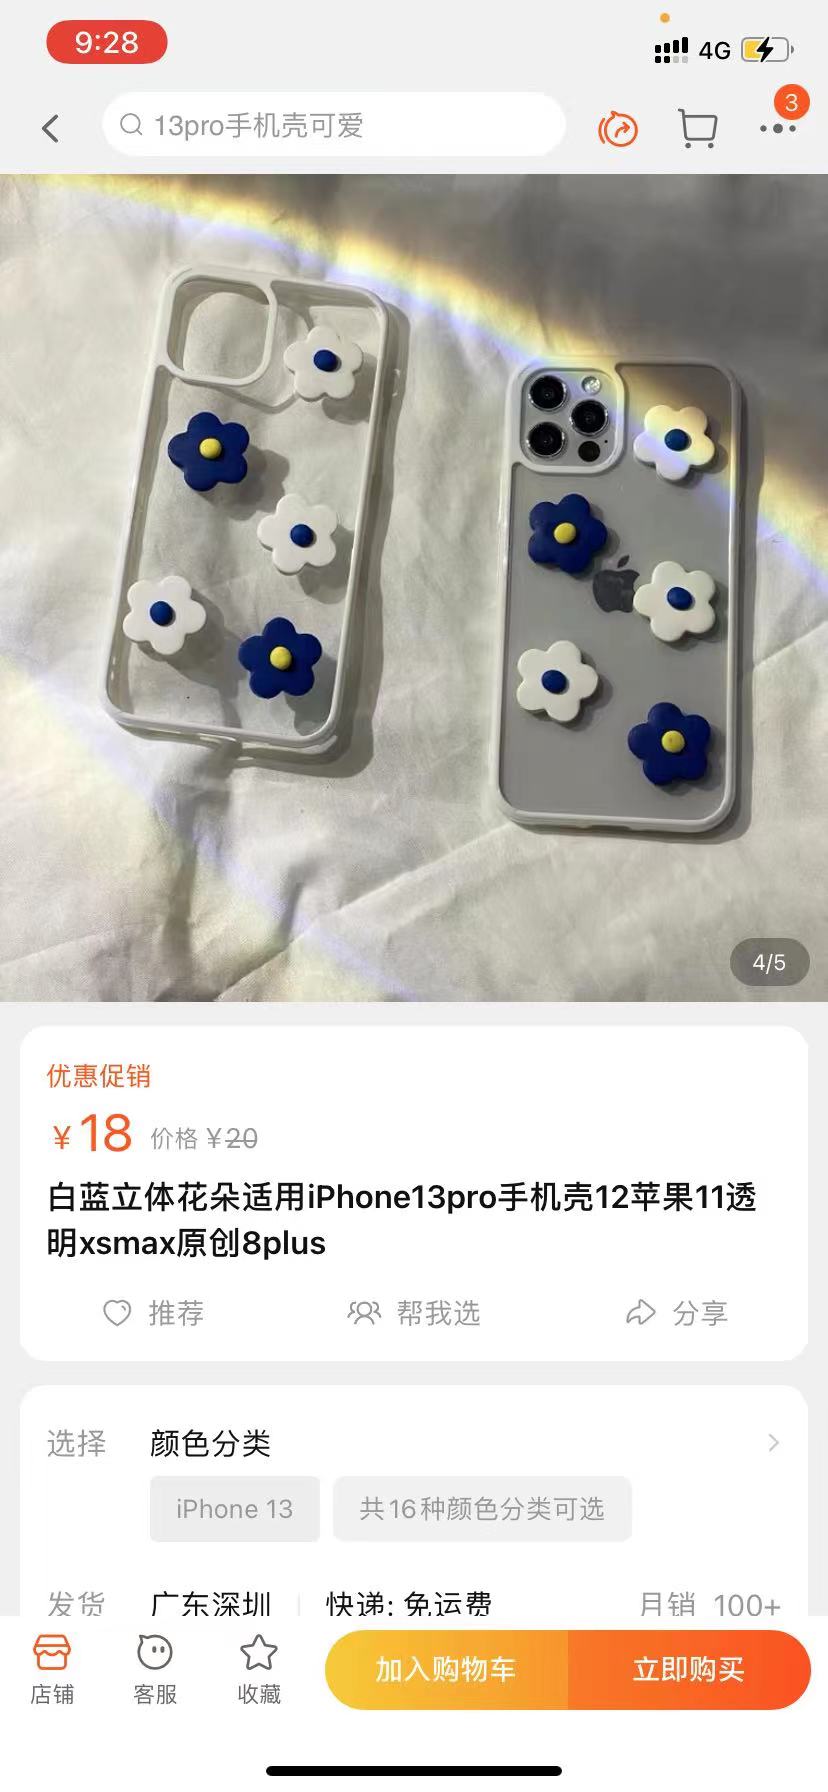 9:28
4G
13pro手机壳可爱
3
4/5
优惠促销
¥18 价格 ¥20
白蓝立体花朵适用iPhone13pro手机壳12苹果11透
明xsmax原创8plus
推荐 帮我选 分享
选择 颜色分类
iPhone 13 共16种颜色分类可选
发货 广东深圳 快递: 免运费 月销 100+
店铺 客服 收藏 加入购物车 立即购买